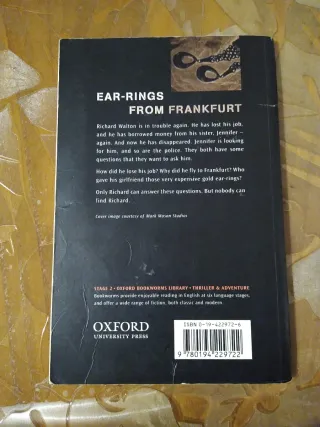 EAR-RINGS
FROM FRANKFURT
Richard Walton is in trouble again. He has lost his job,
and he has borrowed money from his sister, Jennifer –
again. And now he has disappeared. Jennifer is looking
for him, and so are the police. They both have some
questions that they want to ask him.
How did he lose his job? Why did he fly to Frankfurt? Who
gave his girlfriend those very expensive gold ear-rings?
Only Richard can answer these questions. But nobody can
find Richard.
Cover image courtesy of Mark Mason Studios
STAGE 2 • OXFORD BOOKWORMS LIBRARY • THRILLER & ADVENTURE
Bookworms provide enjoyable reading in English at six language stages,
and offer a wide range of fiction, both classic and modern.
OXFORD
UNIVERSITY PRESS
ISBN 0-19-422972-6
9 780194 229722